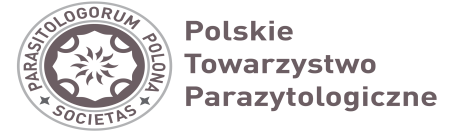 PARASITOLOGORUM POLONA
SOCIETAS
Polskie
Towarzystwo
Parazytologiczne